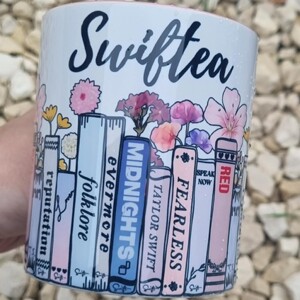 Swiftea
reputation
folklore
evermore
MIDNIGHTS
TAYLOR SWIFT
FEARLESS
SPEAK
NOW
RED